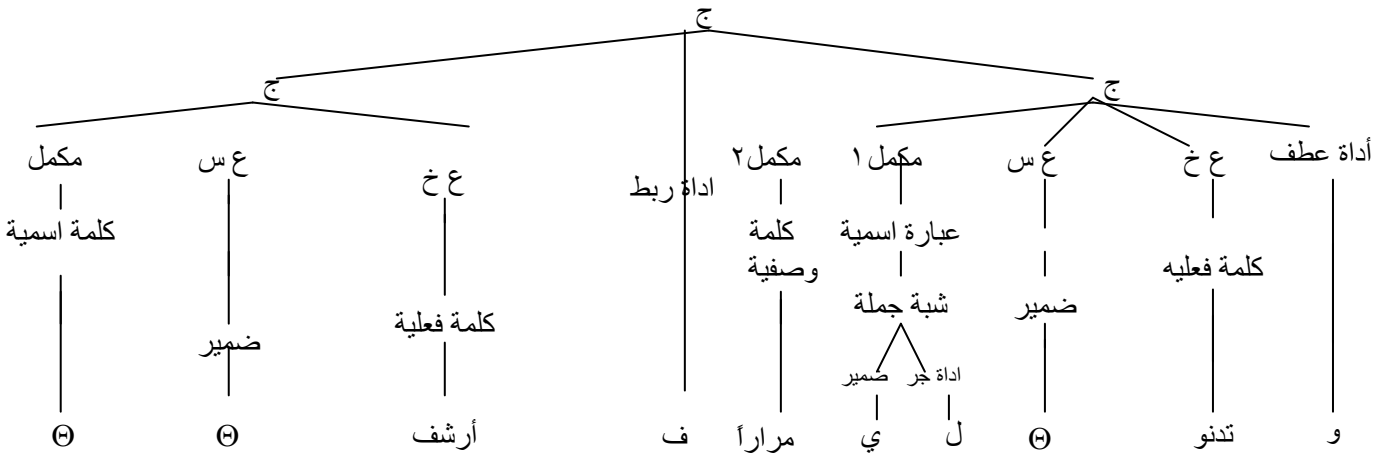 ج
ج ج
أداة عطف ع خ ع س مكمل١ مكمل٢ اداة ربط ع خ ع س مكمل
كلمة فعليه ضمير عبارة اسمية كلمة وصفية كلمة فعلية ضمير كلمة اسمية
شبة جملة
اداة جر ضمير
و تدنو Θ ل ي مراراً ف أرشف Θ Θ